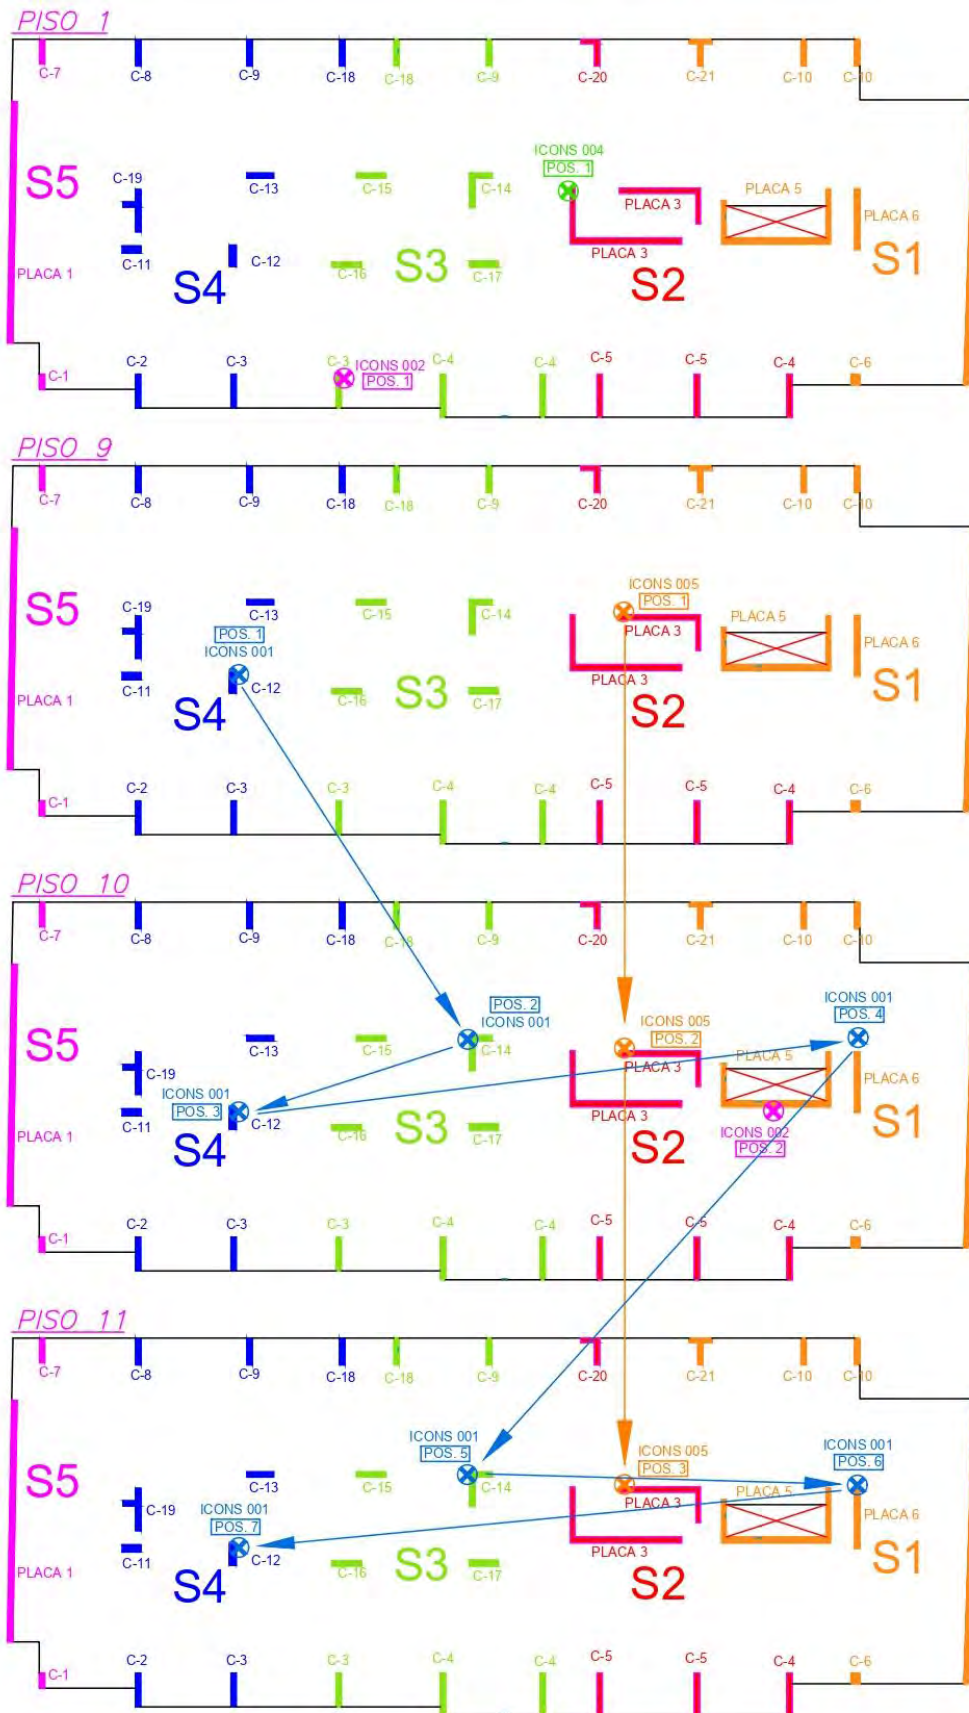 PISO 1
C-7 C-8 C-9 C-18 C-18 C-9 C-20 C-21 C-10 C-10
ICONS 004
POS. 1
S5 C-19 C-13 C-15 C-14 PLACA 3 PLACA 5
PLACA 6
PLACA 1 C-11 S4 C-12 C-16 S3 C-17 PLACA 3 S2 S1
C-1 C-2 C-3 C-3 ICONS 002 C-4 C-4 C-5 C-5 C-4 C-6
POS. 1
PISO 9
C-7 C-8 C-9 C-18 C-18 C-9 C-20 C-21 C-10 C-10
ICONS 005
POS. 1
S5 C-19 C-13 C-15 C-14 PLACA 3 PLACA 5
POS. 1
ICONS 001
PLACA 6
PLACA 1 C-11 S4 C-12 C-16 S3 C-17 PLACA 3 S2 S1
C-1 C-2 C-3 C-3 C-4 C-4 C-5 C-5 C-4 C-6
PISO 10
C-7 C-8 C-9 C-18 C-18 C-9 C-20 C-21 C-10 C-10
POS. 2
ICONS 001
ICONS 005
POS. 2
ICONS 001
POS. 4
S5 C-19 C-13 C-15 C-14 PLACA 3 PLACA 5
PLACA 6
ICONS 001
POS. 3
PLACA 1 C-11 S4 C-12 C-16 S3 C-17 PLACA 3 S2 S1
ICONS 002
POS. 2
C-1 C-2 C-3 C-3 C-4 C-4 C-5 C-5 C-4 C-6
PISO 11
C-7 C-8 C-9 C-18 C-18 C-9 C-20 C-21 C-10 C-10
ICONS 001
POS. 5
ICONS 005
POS. 3
ICONS 001
POS. 6
S5 C-19 C-13 C-15 C-14 PLACA 3 PLACA 5
PLACA 6
ICONS 001
POS. 7
PLACA 1 C-11 S4 C-12 C-16 S3 C-17 PLACA 3 S2 S1
C-1 C-2 C-3 C-3 C-4 C-4 C-5 C-5 C-4 C-6